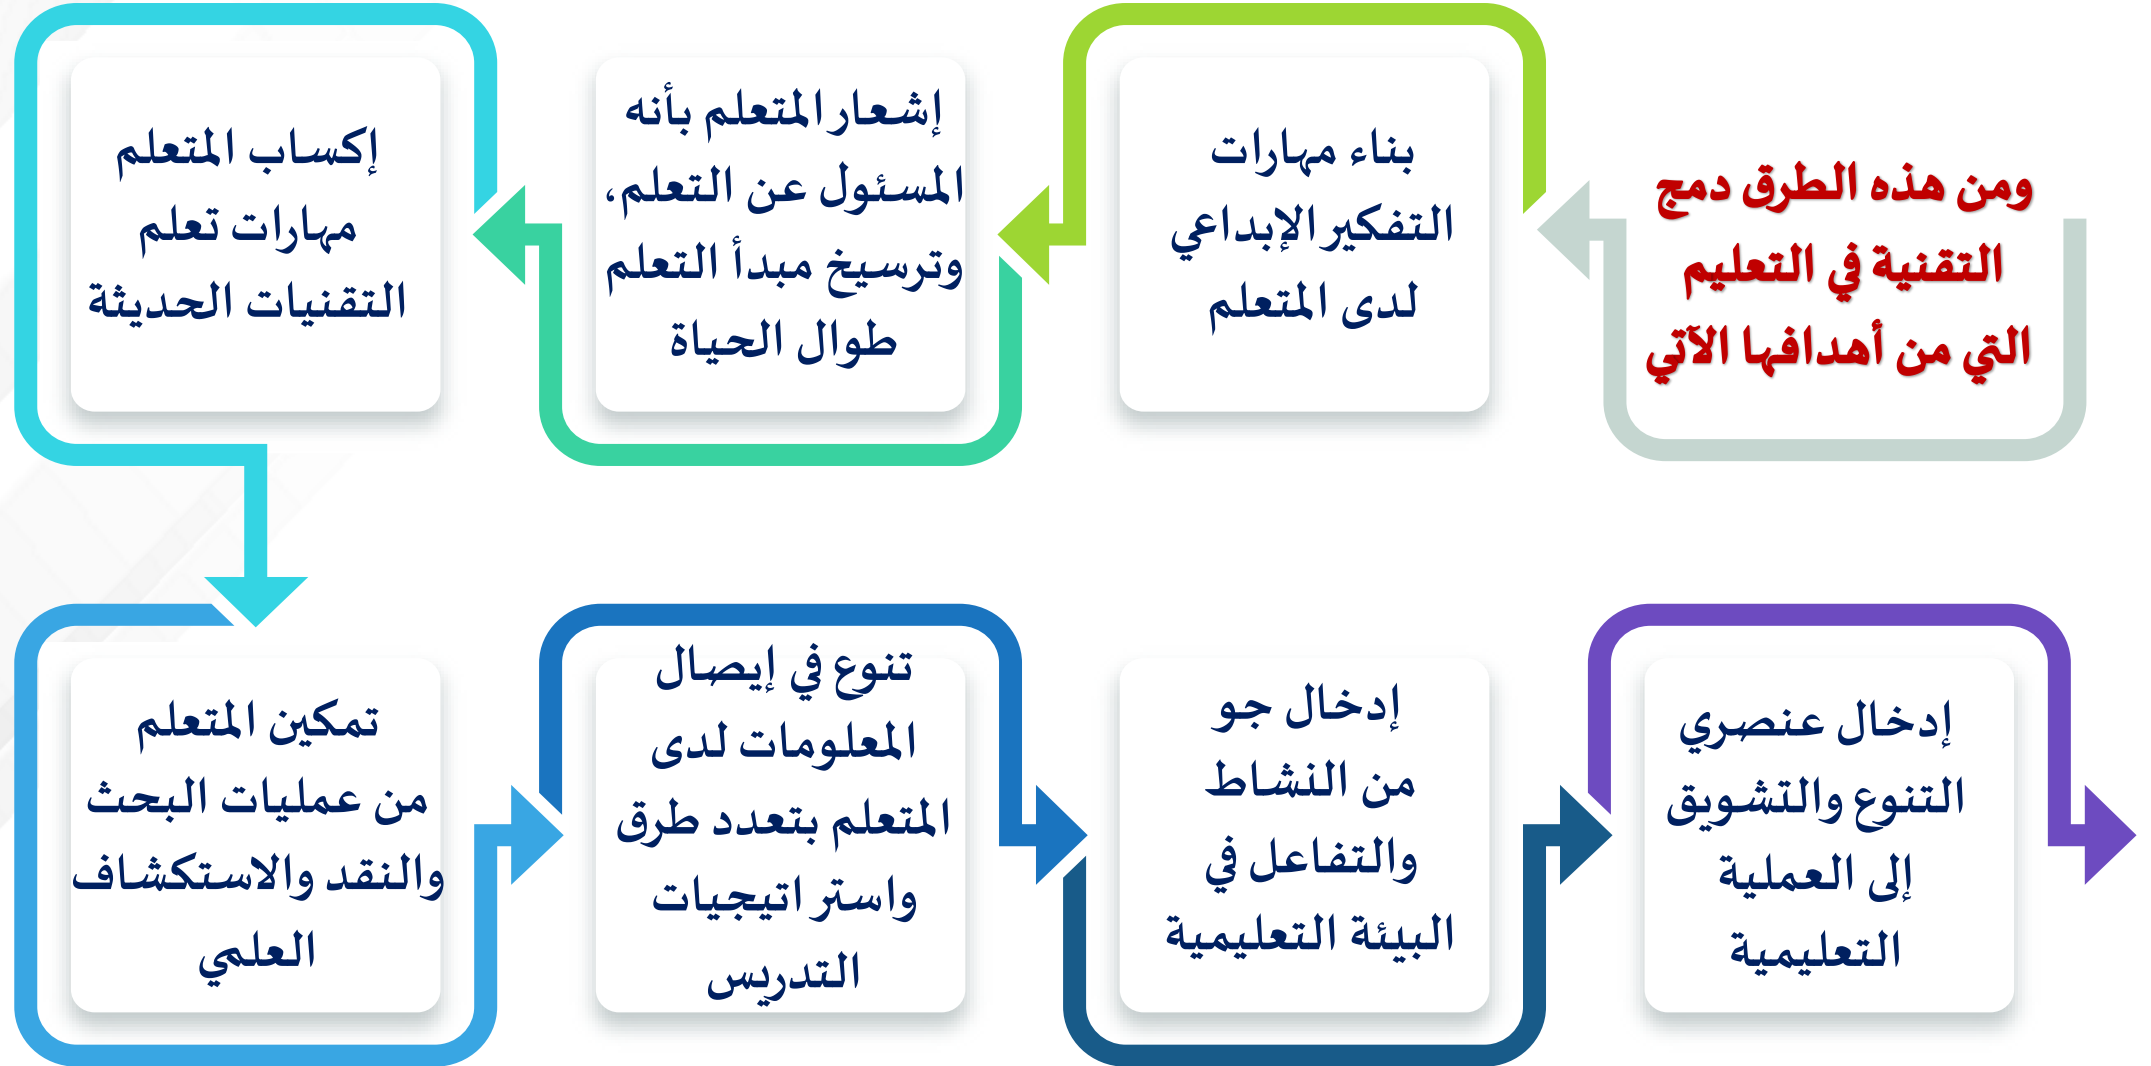 ومن هذه الطرق دمج
التقنية في التعليم
التي من أهدافها الآتي
بناء مهارات
التفكير الإبداعي
لدى المتعلم
إشعار المتعلم بأنه
المسئول عن التعلم،
وترسيخ مبدأ التعلم
طوال الحياة
إكساب المتعلم
مهارات تعلم
التقنيات الحديثة
تمكين المتعلم
من عمليات البحث
والنقد والاستكشاف
العلمي
تنوع في إيصال
المعلومات لدى
المتعلم بتعدد طرق
واستراتيجيات
التدريس
إدخال جو
من النشاط
والتفاعل في
البيئة التعليمية
إدخال عنصري
التنوع والتشويق
إلى العملية
التعليمية